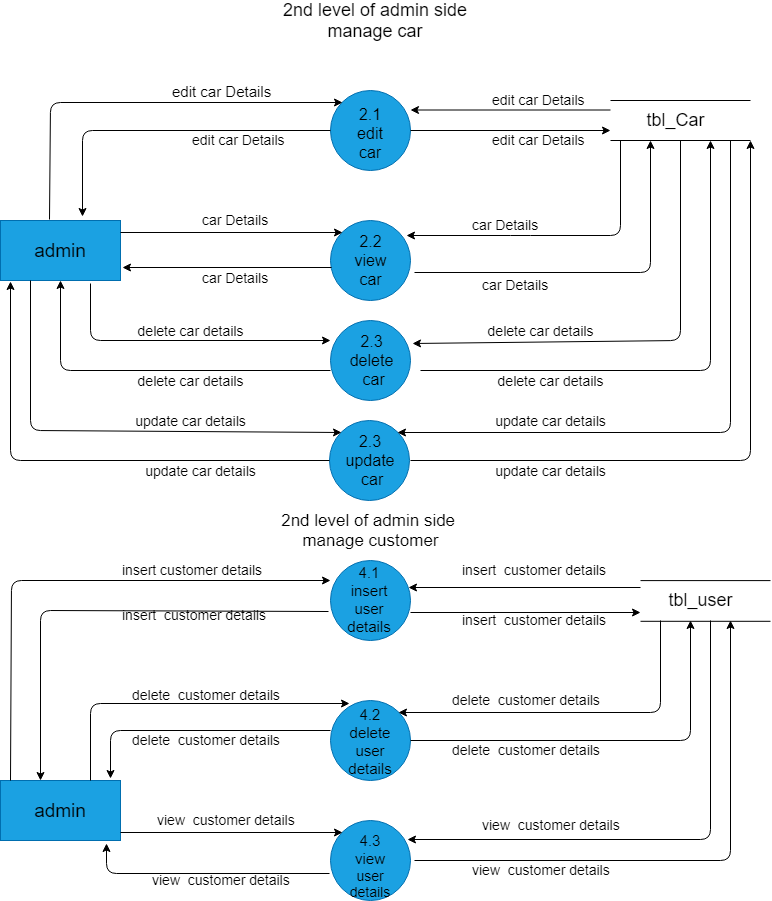 2nd level of admin side
manage car
edit car Details
edit car Details
2.1
edit
car
edit car Details
edit car Details
tbl_Car
admin
car Details
car Details
2.2
view
car
car Details
car Details
delete car details
delete car details
2.3
delete
car
delete car details
delete car details
update car details
update car details
2.3
update
car
update car details
update car details
2nd level of admin side
manage customer
insert customer details
insert  customer details
4.1
insert
user
details
insert  customer details
insert  customer details
tbl_user
delete  customer details
delete  customer details
4.2
delete
user
details
delete  customer details
delete  customer details
admin
view  customer details
view  customer details
4.3
view
user
details
view  customer details
view  customer details